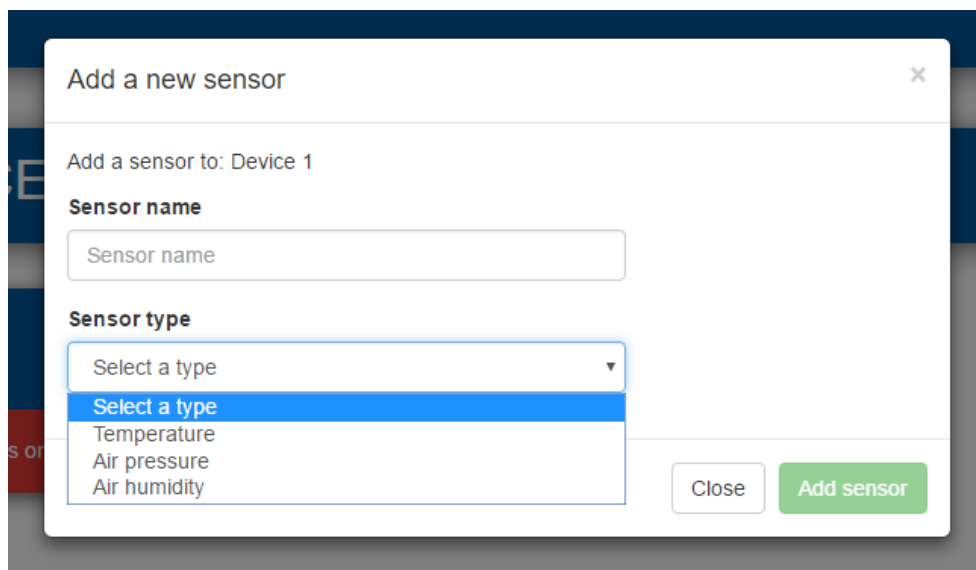 Add a new sensor ×
Add a sensor to: Device 1
Sensor name
Sensor name
Sensor type
Select a type
Select a type
Temperature
Air pressure
Air humidity
Close Add sensor